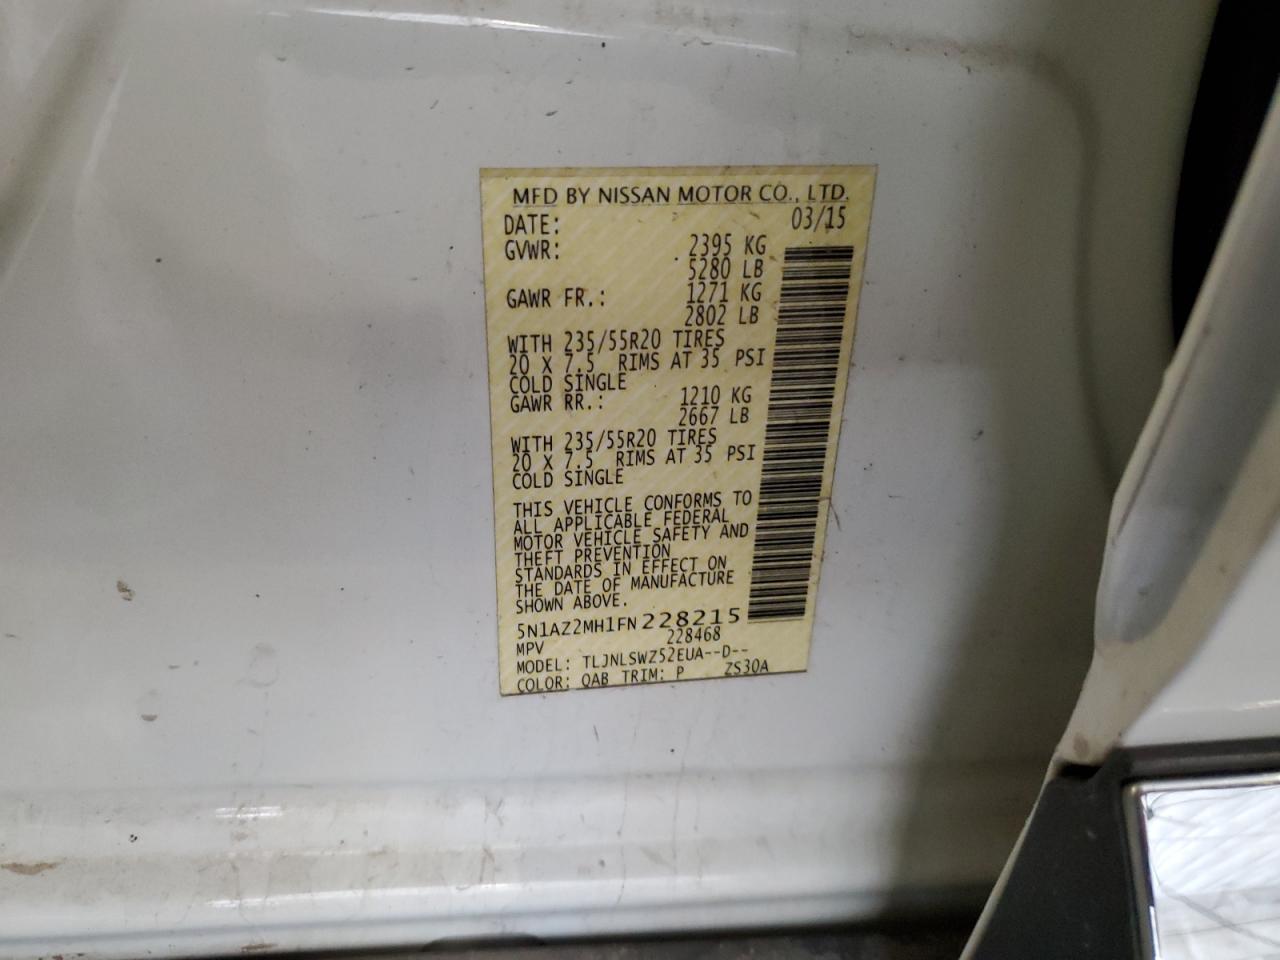 MFD BY NISSAN MOTOR CO., LTD.
DATE: 03/15
GVWR: 2395 KG
5280 LB
GAWR FR.: 1271 KG
2802 LB
WITH 235/55R20 TIRES
20 X 7.5 RIMS AT 35 PSI
COLD SINGLE
GAWR RR.: 1210 KG
2667 LB
WITH 235/55R20 TIRES
20 X 7.5 RIMS AT 35 PSI
COLD SINGLE
THIS VEHICLE CONFORMS TO
ALL APPLICABLE FEDERAL
MOTOR VEHICLE SAFETY AND
THEFT PREVENTION
STANDARDS IN EFFECT ON
THE DATE OF MANUFACTURE
SHOWN ABOVE.
5N1AZ2MH1FN228215
MPV 228468
MODEL: TLJNLSWZ52EUA--D--
COLOR: QAB TRIM: P ZS30A